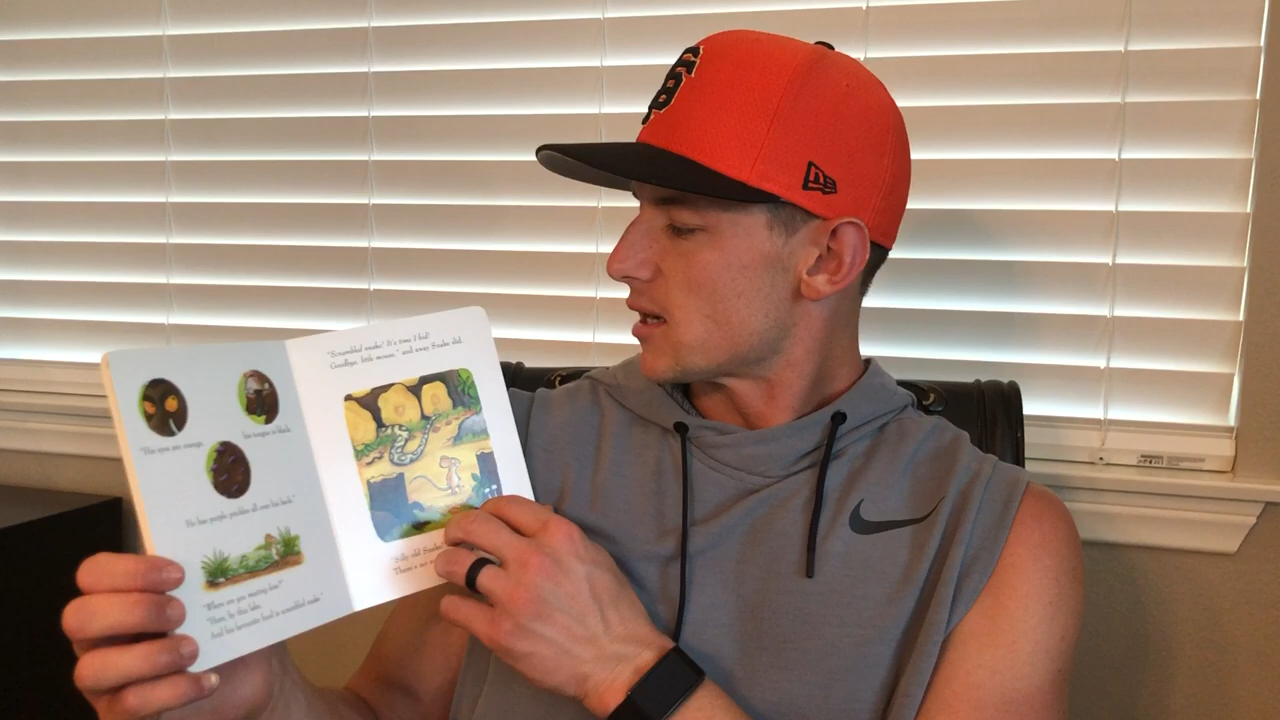 SF
"His eyes are orange,
his tongue is black,
He has purple prickles all over his back."
"Where are you meeting him?"
"Here, by this lake,
And his favourite food is scrambled snake."
"Scrambled snake! It's time I hid!
Goodbye, little mouse," and away Snake slid.
"Silly old Snake!
There's no